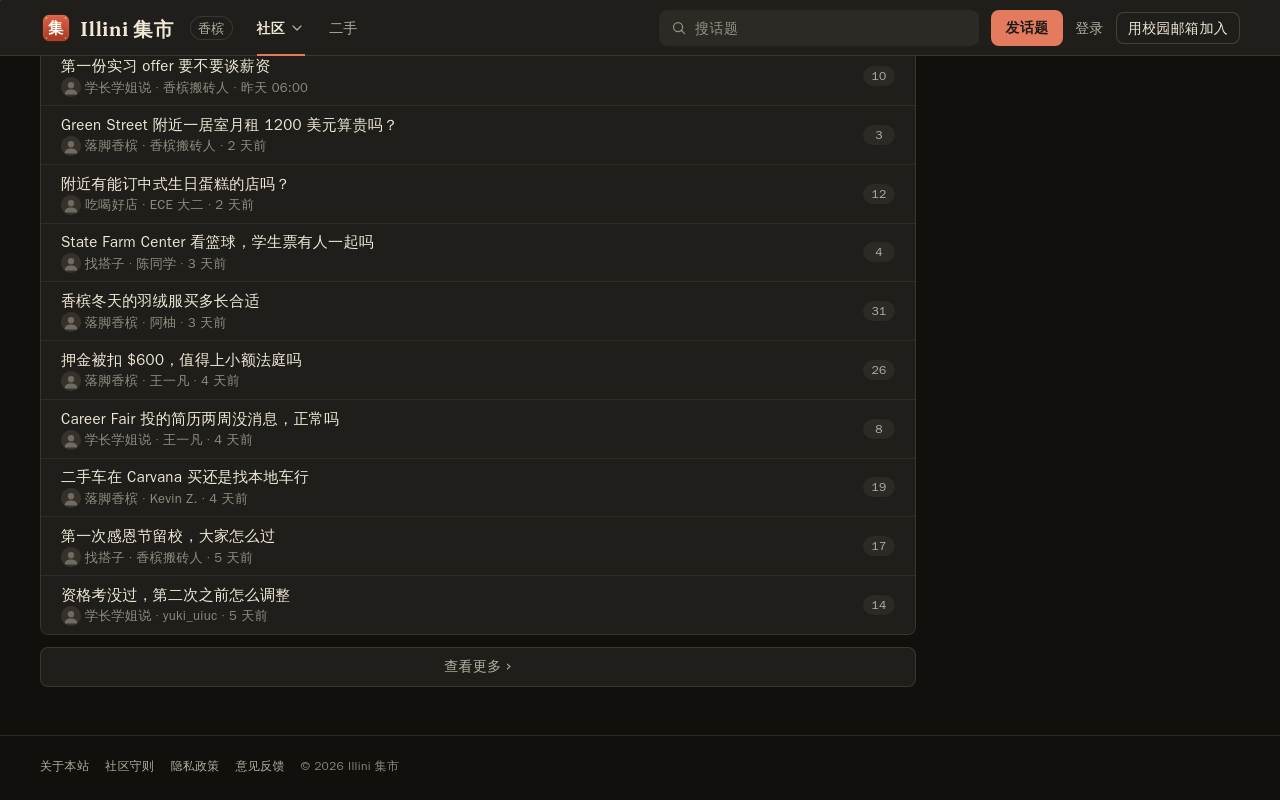 集 Illini 集市 香槟 社区 二手 搜话题 发话题 登录 用校园邮箱加入
第一份实习 offer 要不要谈薪资
学长学姐说 · 香槟搬砖人 · 昨天 06:00
10
Green Street 附近一居室月租 1200 美元算贵吗？
落脚香槟 · 香槟搬砖人 · 2 天前
3
附近有能订中式生日蛋糕的店吗？
吃喝好店 · ECE 大二 · 2 天前
12
State Farm Center 看篮球，学生票有人一起吗
找搭子 · 陈同学 · 3 天前
4
香槟冬天的羽绒服买多长合适
落脚香槟 · 阿柚 · 3 天前
31
押金被扣 $600，值得上小额法庭吗
落脚香槟 · 王一凡 · 4 天前
26
Career Fair 投的简历两周没消息，正常吗
学长学姐说 · 王一凡 · 4 天前
8
二手车在 Carvana 买还是找本地车行
落脚香槟 · Kevin Z. · 4 天前
19
第一次感恩节留校，大家怎么过
找搭子 · 香槟搬砖人 · 5 天前
17
资格考没过，第二次之前怎么调整
学长学姐说 · yuki_uiuc · 5 天前
14
查看更多 ›
关于本站 社区守则 隐私政策 意见反馈 © 2026 Illini 集市